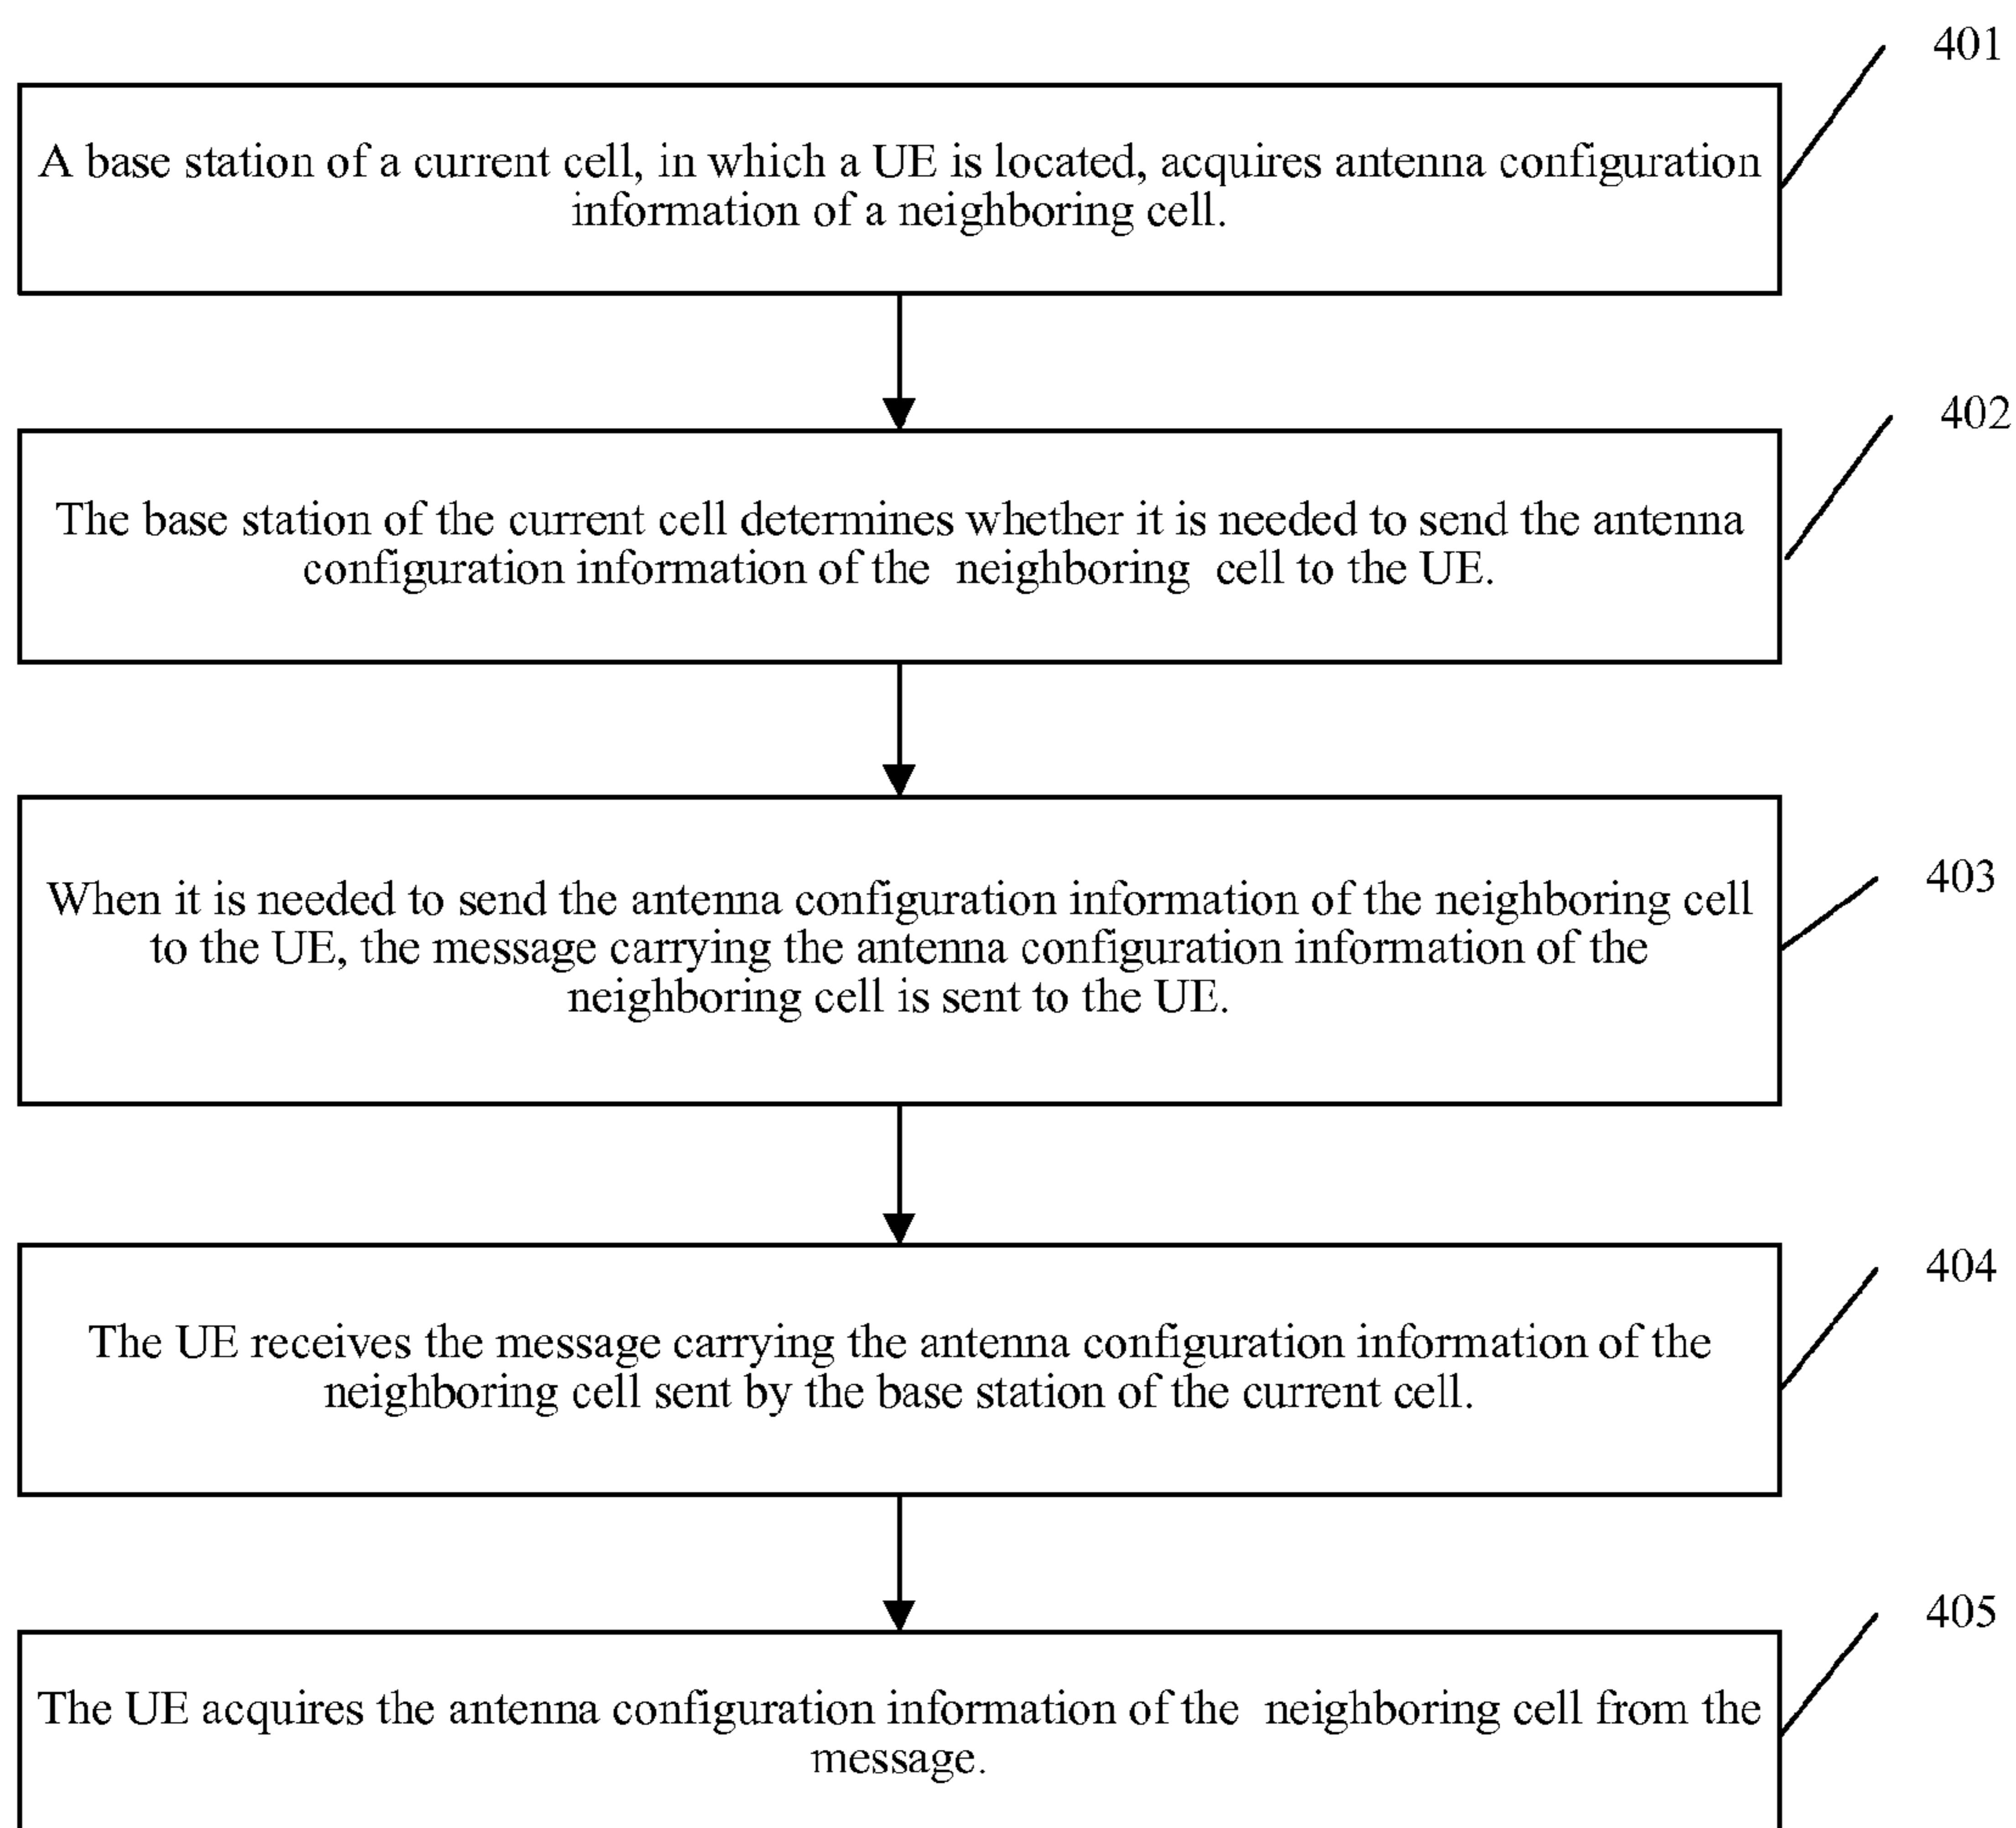 401
A base station of a current cell, in which a UE is located, acquires antenna configuration
information of a neighboring cell.
402
The base station of the current cell determines whether it is needed to send the antenna
configuration information of the neighboring cell to the UE.
403
When it is needed to send the antenna configuration information of the neighboring cell
to the UE, the message carrying the antenna configuration information of the
neighboring cell is sent to the UE.
404
The UE receives the message carrying the antenna configuration information of the
neighboring cell sent by the base station of the current cell.
405
The UE acquires the antenna configuration information of the neighboring cell from the
message.